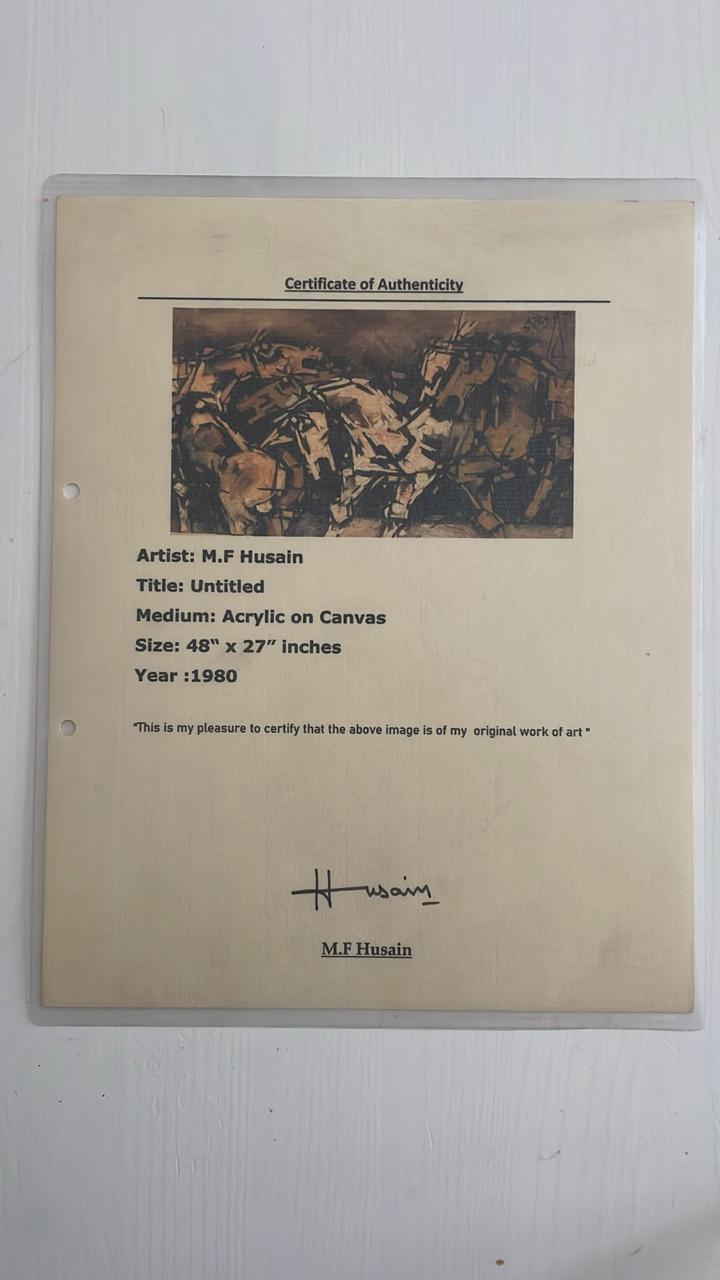 Certificate of Authenticity
Artist: M.F Husain
Title: Untitled
Medium: Acrylic on Canvas
Size: 48“ x 27” inches
Year :1980
“This is my pleasure to certify that the above image is of my original work of art “
Husain
M.F Husain